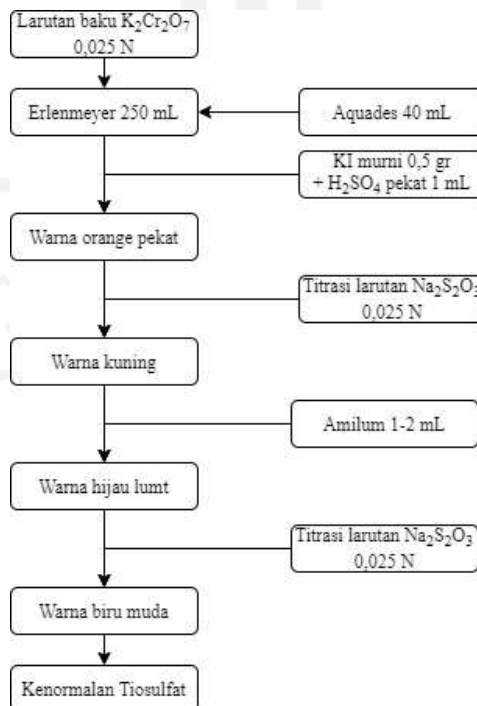 Larutan baku K₂Cr₂O₇
0,025 N
Erlenmeyer 250 mL
Aquades 40 mL
KI murni 0,5 gr
+ H₂SO₄ pekat 1 mL
Warna orange pekat
Titrasi larutan Na₂S₂O₃
0,025 N
Warna kuning
Amilum 1-2 mL
Warna hijau lumt
Titrasi larutan Na₂S₂O₃
0,025 N
Warna biru muda
Kenormalan Tiosulfat